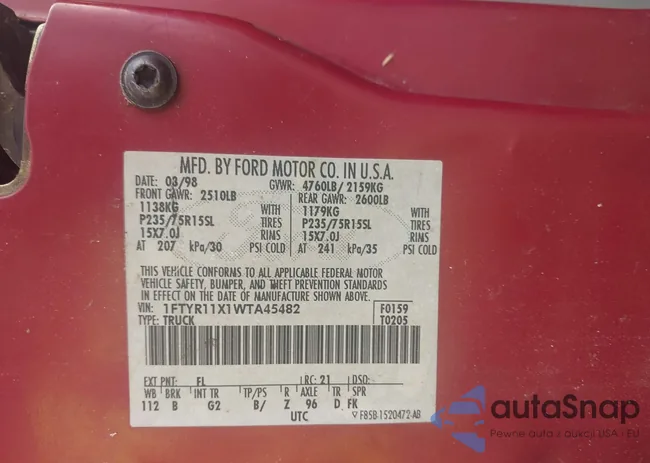 MFD. BY FORD MOTOR CO. IN U.S.A.
DATE: 03/98 GVWR: 4760LB/2159KG
FRONT GAWR: 2510LB REAR GAWR: 2600LB
1138KG WITH 1179KG WITH
P235/75R15SL TIRES P235/75R15SL TIRES
15X7.0J RIMS 15X7.0J RIMS
AT 207 kPa/30 PSI COLD AT 241 kPa/35 PSI COLD
THIS VEHICLE CONFORMS TO ALL APPLICABLE FEDERAL MOTOR
VEHICLE SAFETY, BUMPER, AND THEFT PREVENTION STANDARDS
IN EFFECT ON THE DATE OF MANUFACTURE SHOWN ABOVE.
VIN: 1FTYR11X1WTA45482 F0159
TYPE: TRUCK T0205
EXT PNT: FL RC: 21 DSO:
WB BRK INT TR TP/PS R AXLE TR SPR
112 B G2 B/ Z 96 D FK
UTC F85B-1520472-AB
autaSnap
Pewne auta z aukcji USA i EU